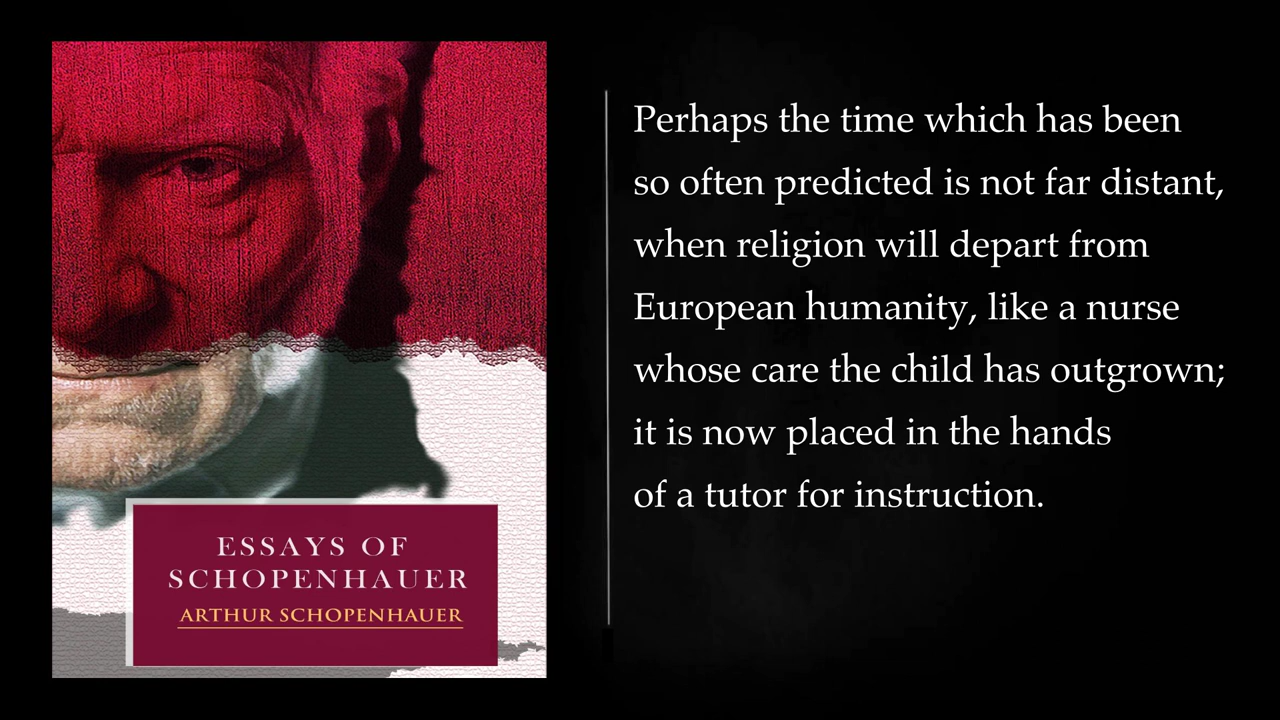 ESSAYS OF
SCHOPENHAUER
ARTHUR SCHOPENHAUER
Perhaps the time which has been
so often predicted is not far distant,
when religion will depart from
European humanity, like a nurse
whose care the child has outgrown;
it is now placed in the hands
of a tutor for instruction.